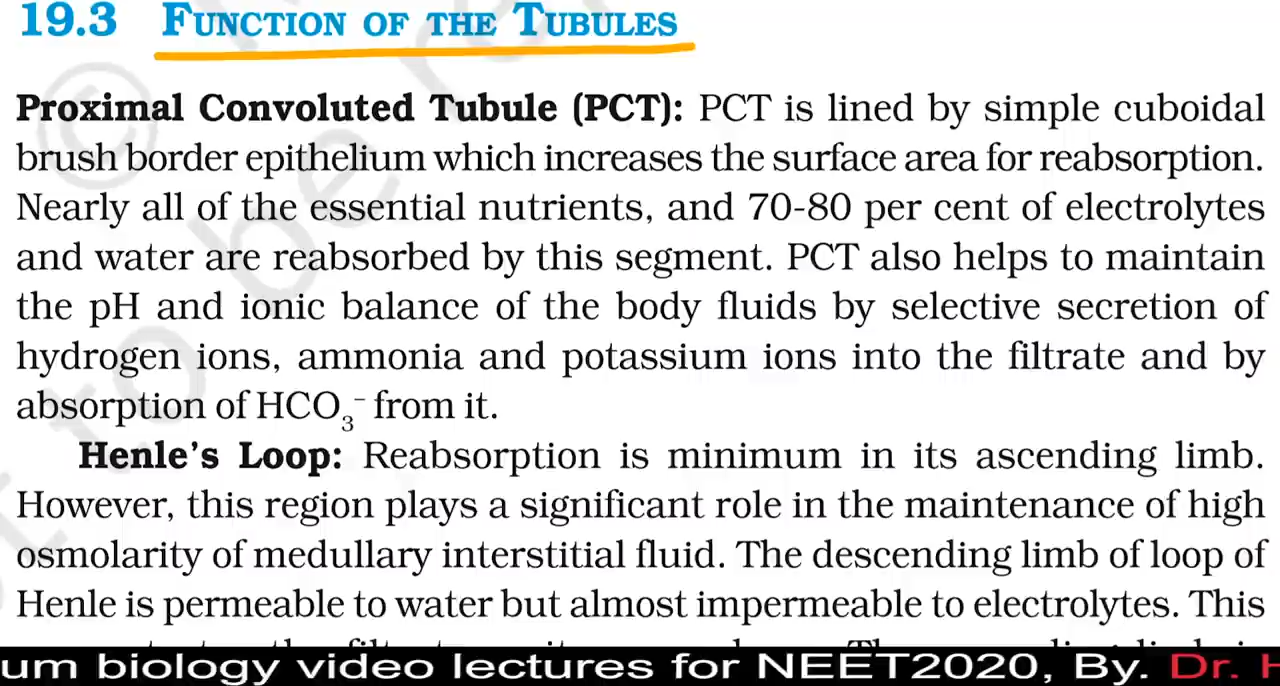 19.3 FUNCTION OF THE TUBULES
Proximal Convoluted Tubule (PCT): PCT is lined by simple cuboidal
brush border epithelium which increases the surface area for reabsorption.
Nearly all of the essential nutrients, and 70-80 per cent of electrolytes
and water are reabsorbed by this segment. PCT also helps to maintain
the pH and ionic balance of the body fluids by selective secretion of
hydrogen ions, ammonia and potassium ions into the filtrate and by
absorption of HCO₃⁻ from it.
Henle's Loop: Reabsorption is minimum in its ascending limb.
However, this region plays a significant role in the maintenance of high
osmolarity of medullary interstitial fluid. The descending limb of loop of
Henle is permeable to water but almost impermeable to electrolytes. This
um biology video lectures for NEET2020, By. Dr. H